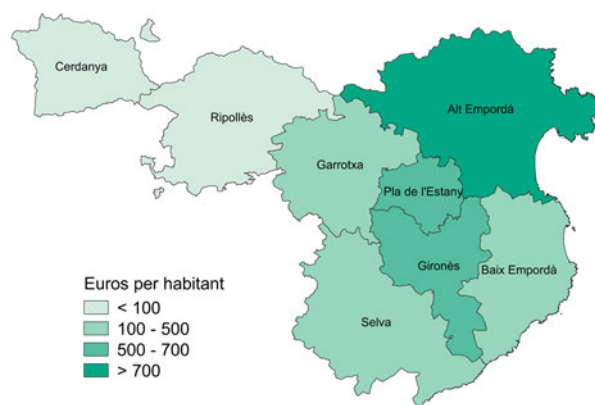 Cerdanya
Ripollès
Alt Empordà
Garrotxa
Pla de l'Estany
Gironès
Baix Empordà
Selva
Euros per habitant
< 100
100 - 500
500 - 700
> 700